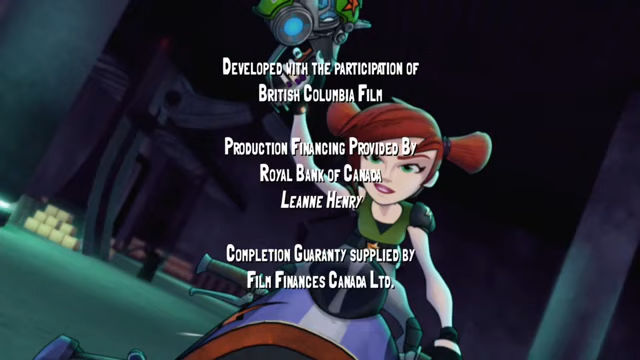 Developed with the participation of
British Columbia Film
Production Financing Provided By
Royal Bank of Canada
Leanne Henry
Completion Guaranty supplied by
Film Finances Canada Ltd.